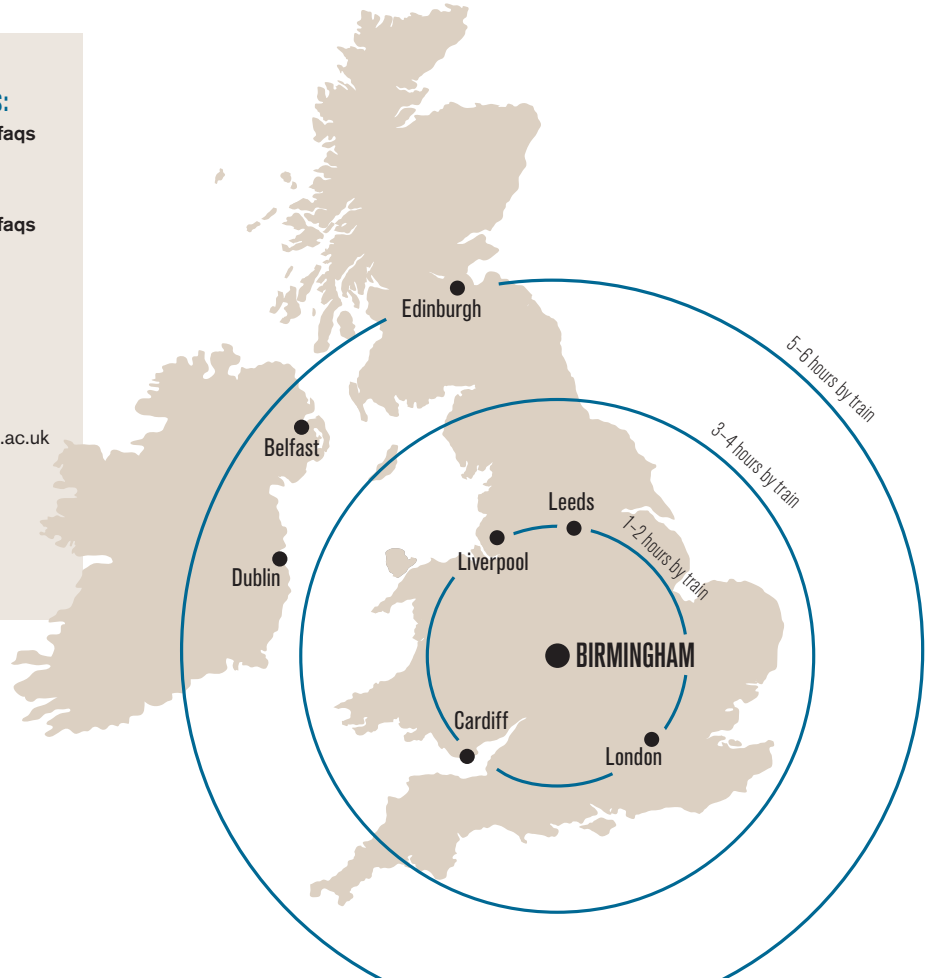 S:
faqs
faqs
.ac.uk
Edinburgh
5–6 hours by train
3–4 hours by train
Belfast
Leeds
1–2 hours by train
Liverpool
Dublin
BIRMINGHAM
Cardiff
London